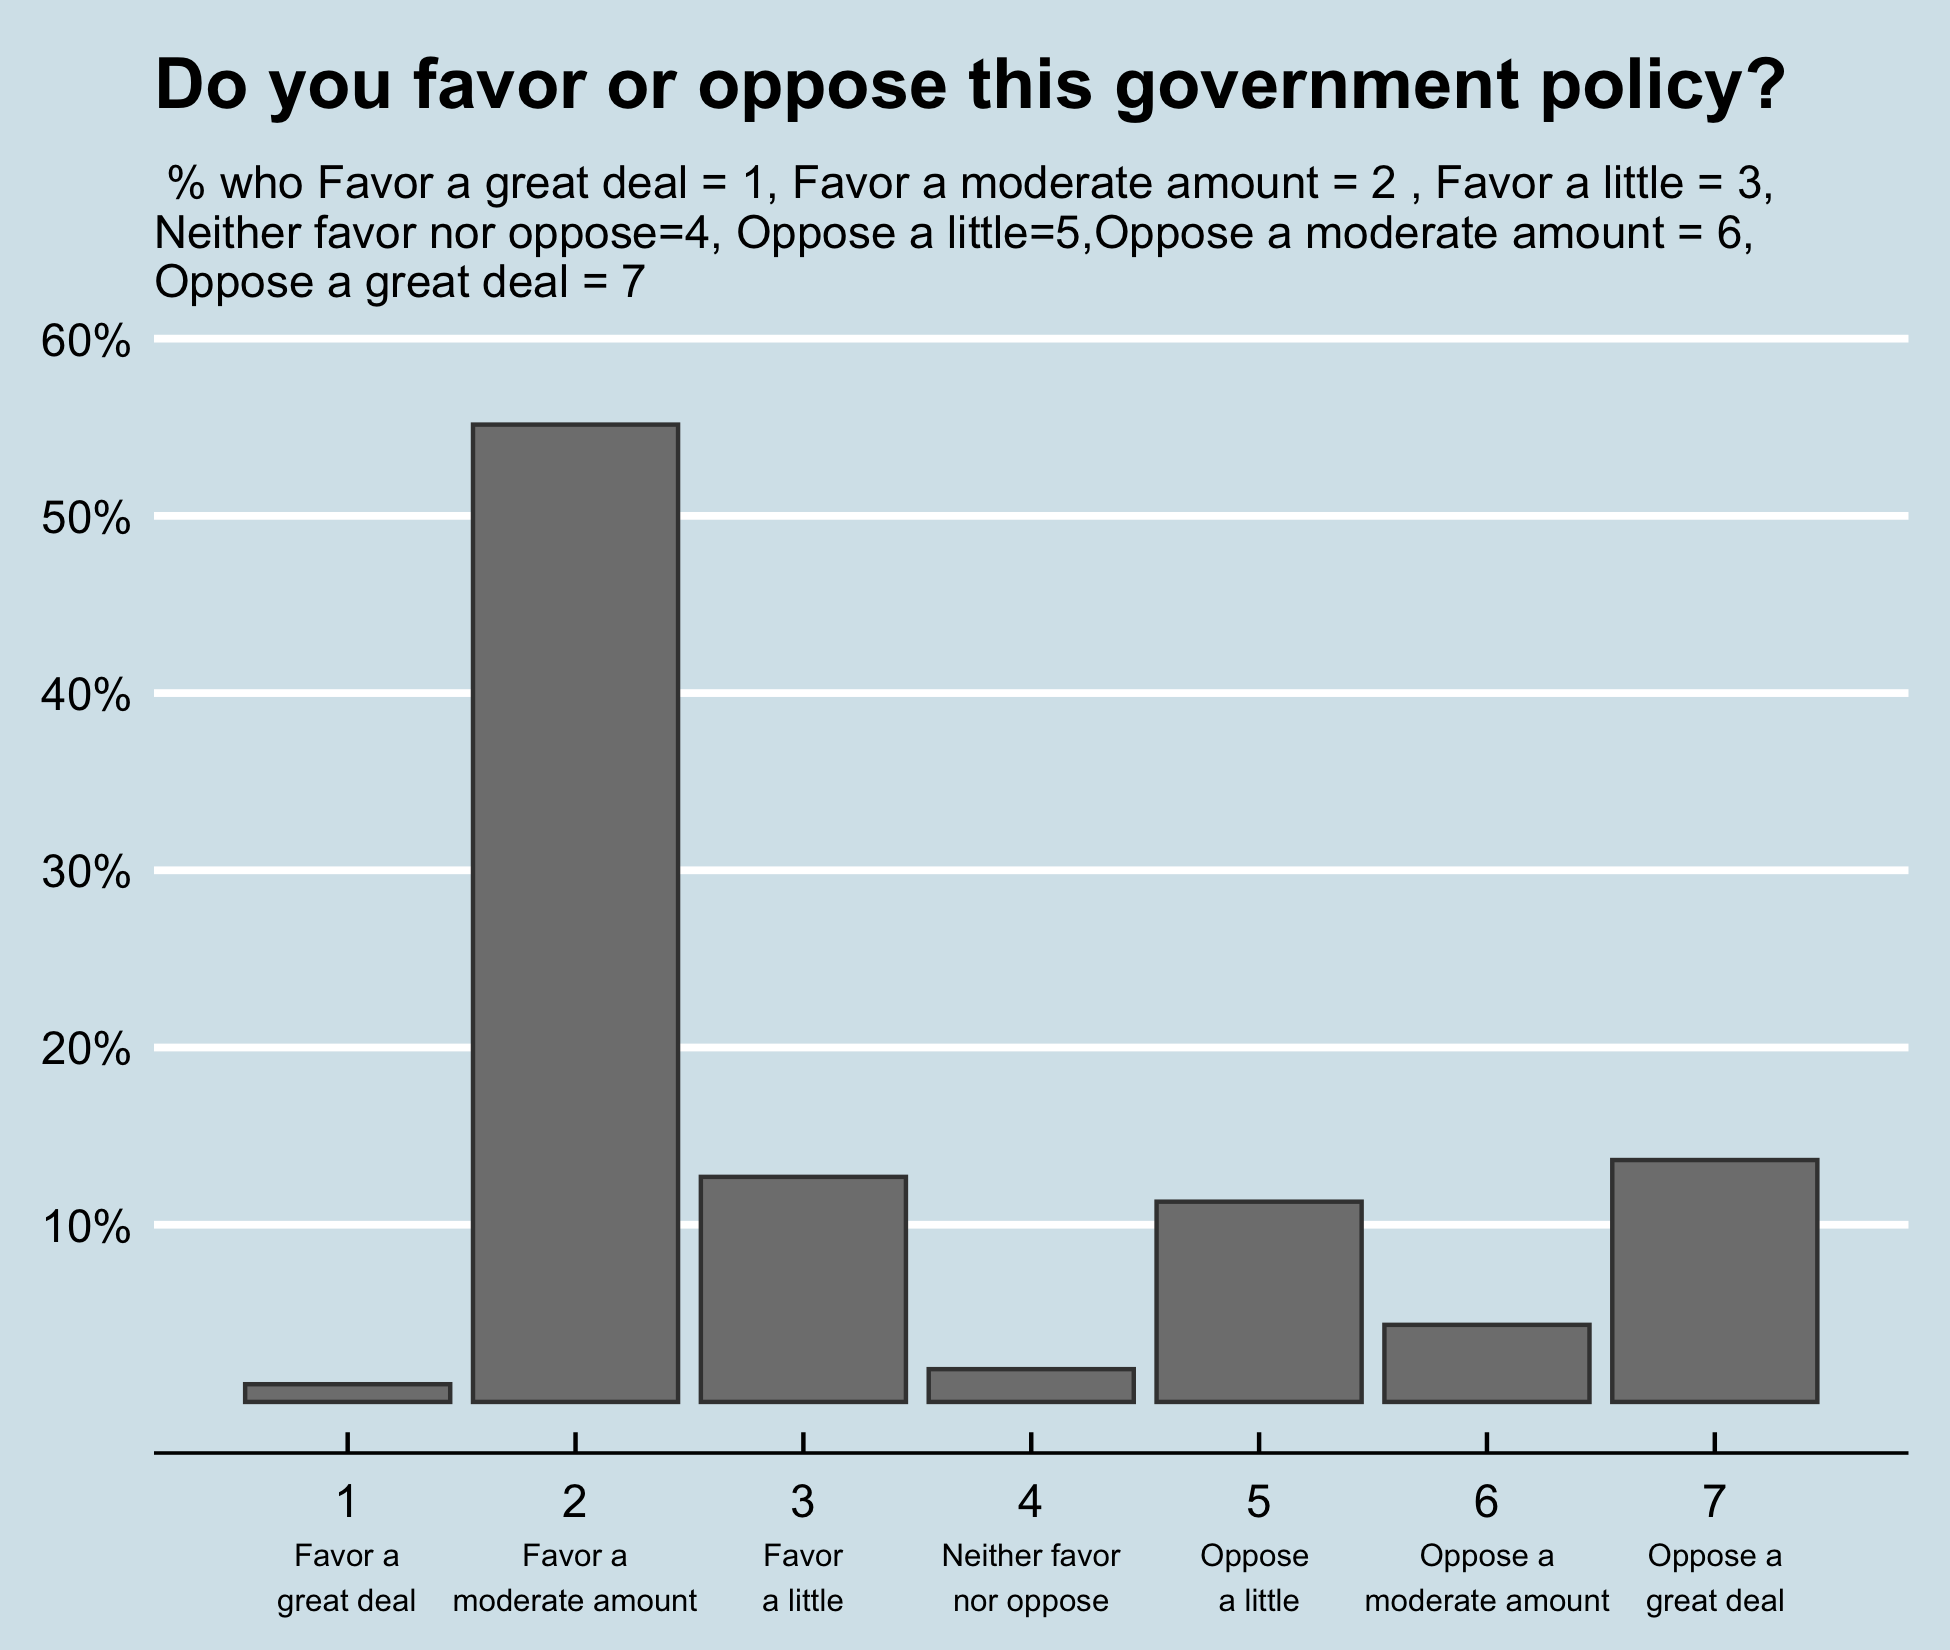 Do you favor or oppose this government policy?
% who Favor a great deal = 1, Favor a moderate amount = 2 , Favor a little = 3,
Neither favor nor oppose=4, Oppose a little=5,Oppose a moderate amount = 6,
Oppose a great deal = 7
60%
50%
40%
30%
20%
10%
1 2 3 4 5 6 7
Favor a Favor a Favor Neither favor Oppose Oppose a Oppose a
great deal moderate amount a little nor oppose a little moderate amount great deal